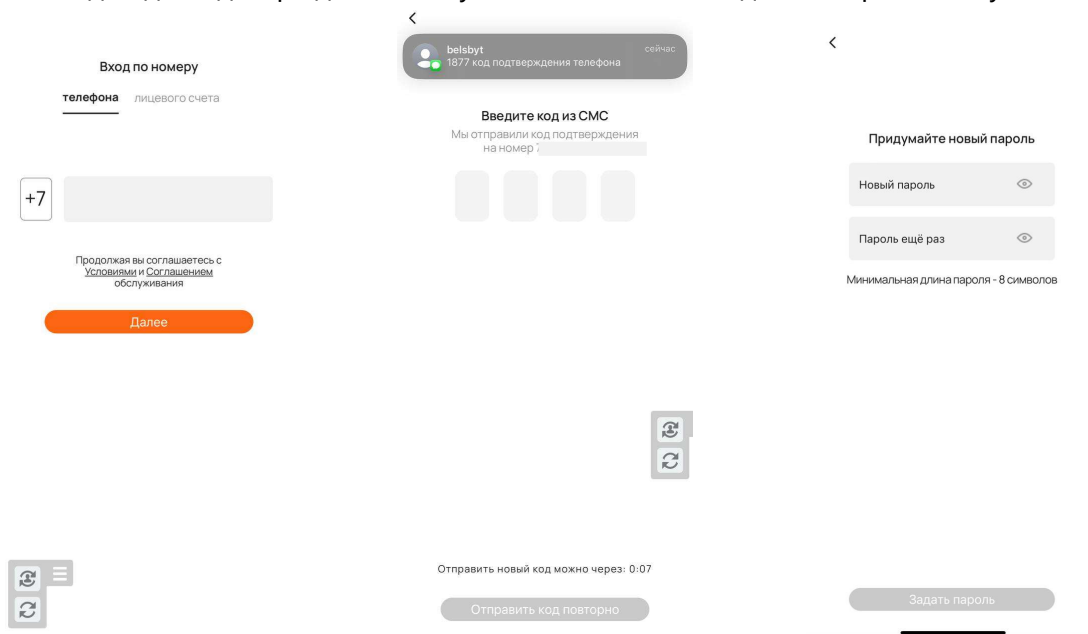 Вход по номеру
телефона лицевого счета
+7
Продолжая вы соглашаетесь с
Условиями и Соглашением
обслуживания
Далее
belsbyt сейчас
1877 код подтверждения телефона
Введите код из СМС
Мы отправили код подтверждения
на номер
Отправить новый код можно через: 0:07
Отправить код повторно
Придумайте новый пароль
Новый пароль
Пароль ещё раз
Минимальная длина пароля - 8 символов
Задать пароль